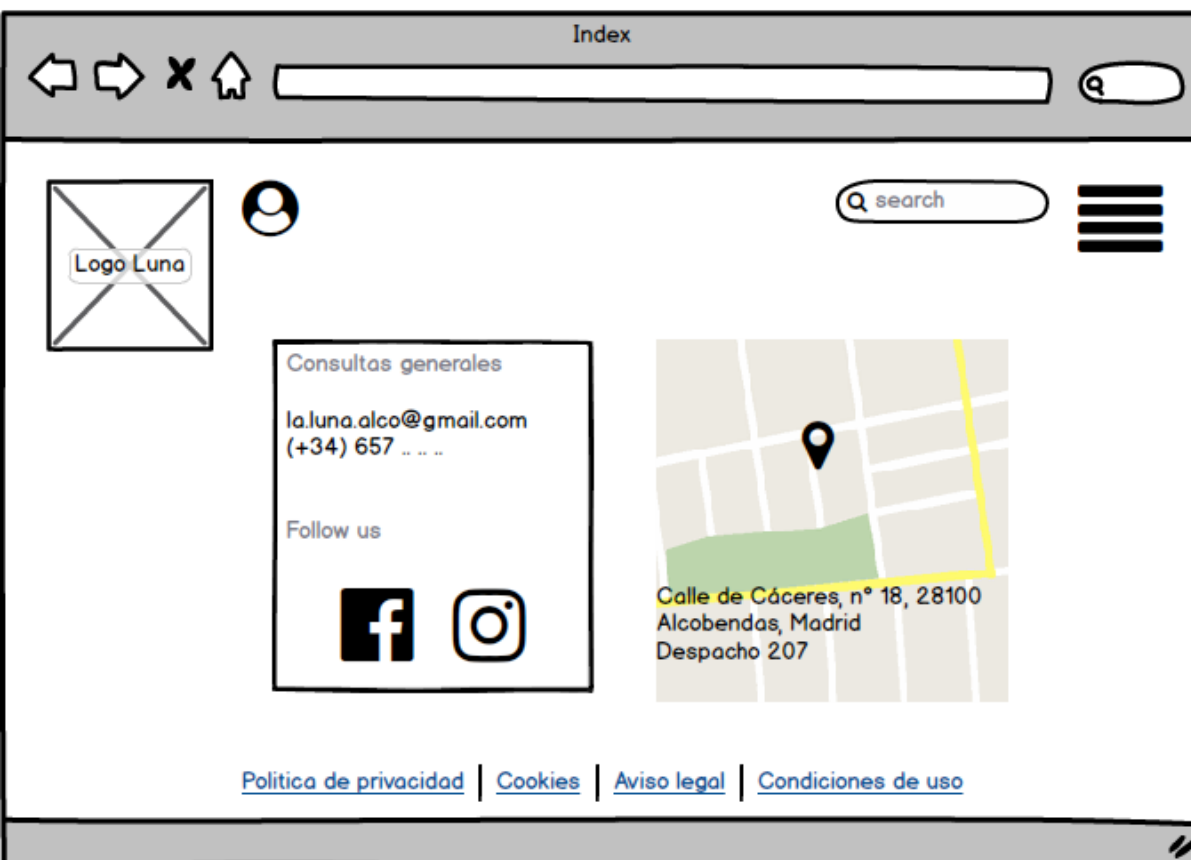 Index
Logo Luna
search
Consultas generales
la.luna.alco@gmail.com
(+34) 657 .. .. ..
Follow us
Calle de Cáceres, nº 18, 28100
Alcobendas, Madrid
Despacho 207
Politica de privacidad | Cookies | Aviso legal | Condiciones de uso